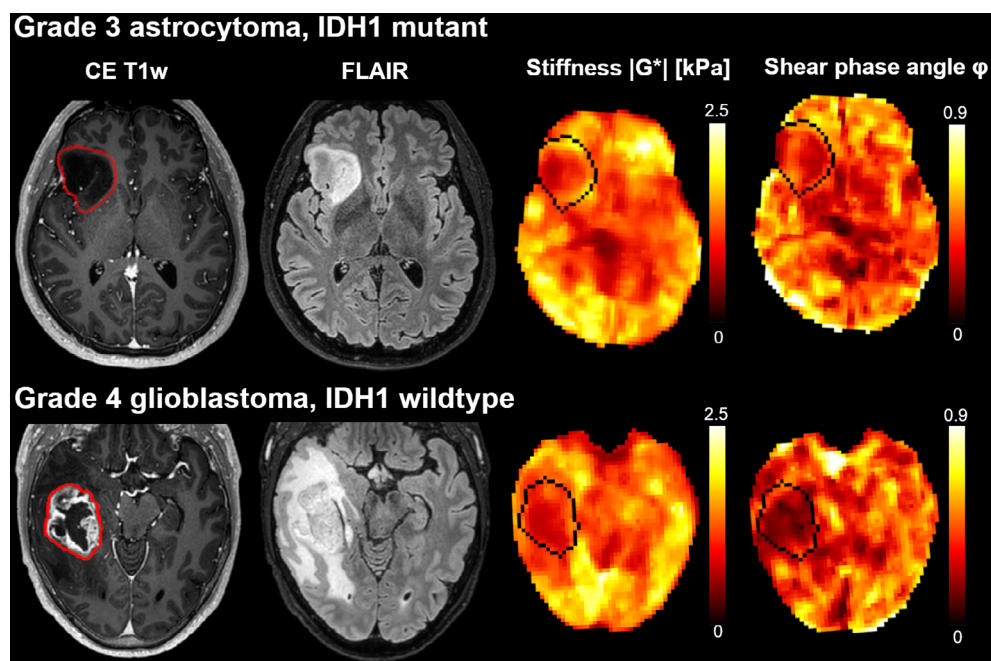 Grade 3 astrocytoma, IDH1 mutant
CE T1w
FLAIR
Stiffness |G*| [kPa]
Shear phase angle φ
2.5
0
0.9
0
Grade 4 glioblastoma, IDH1 wildtype
2.5
0
0.9
0